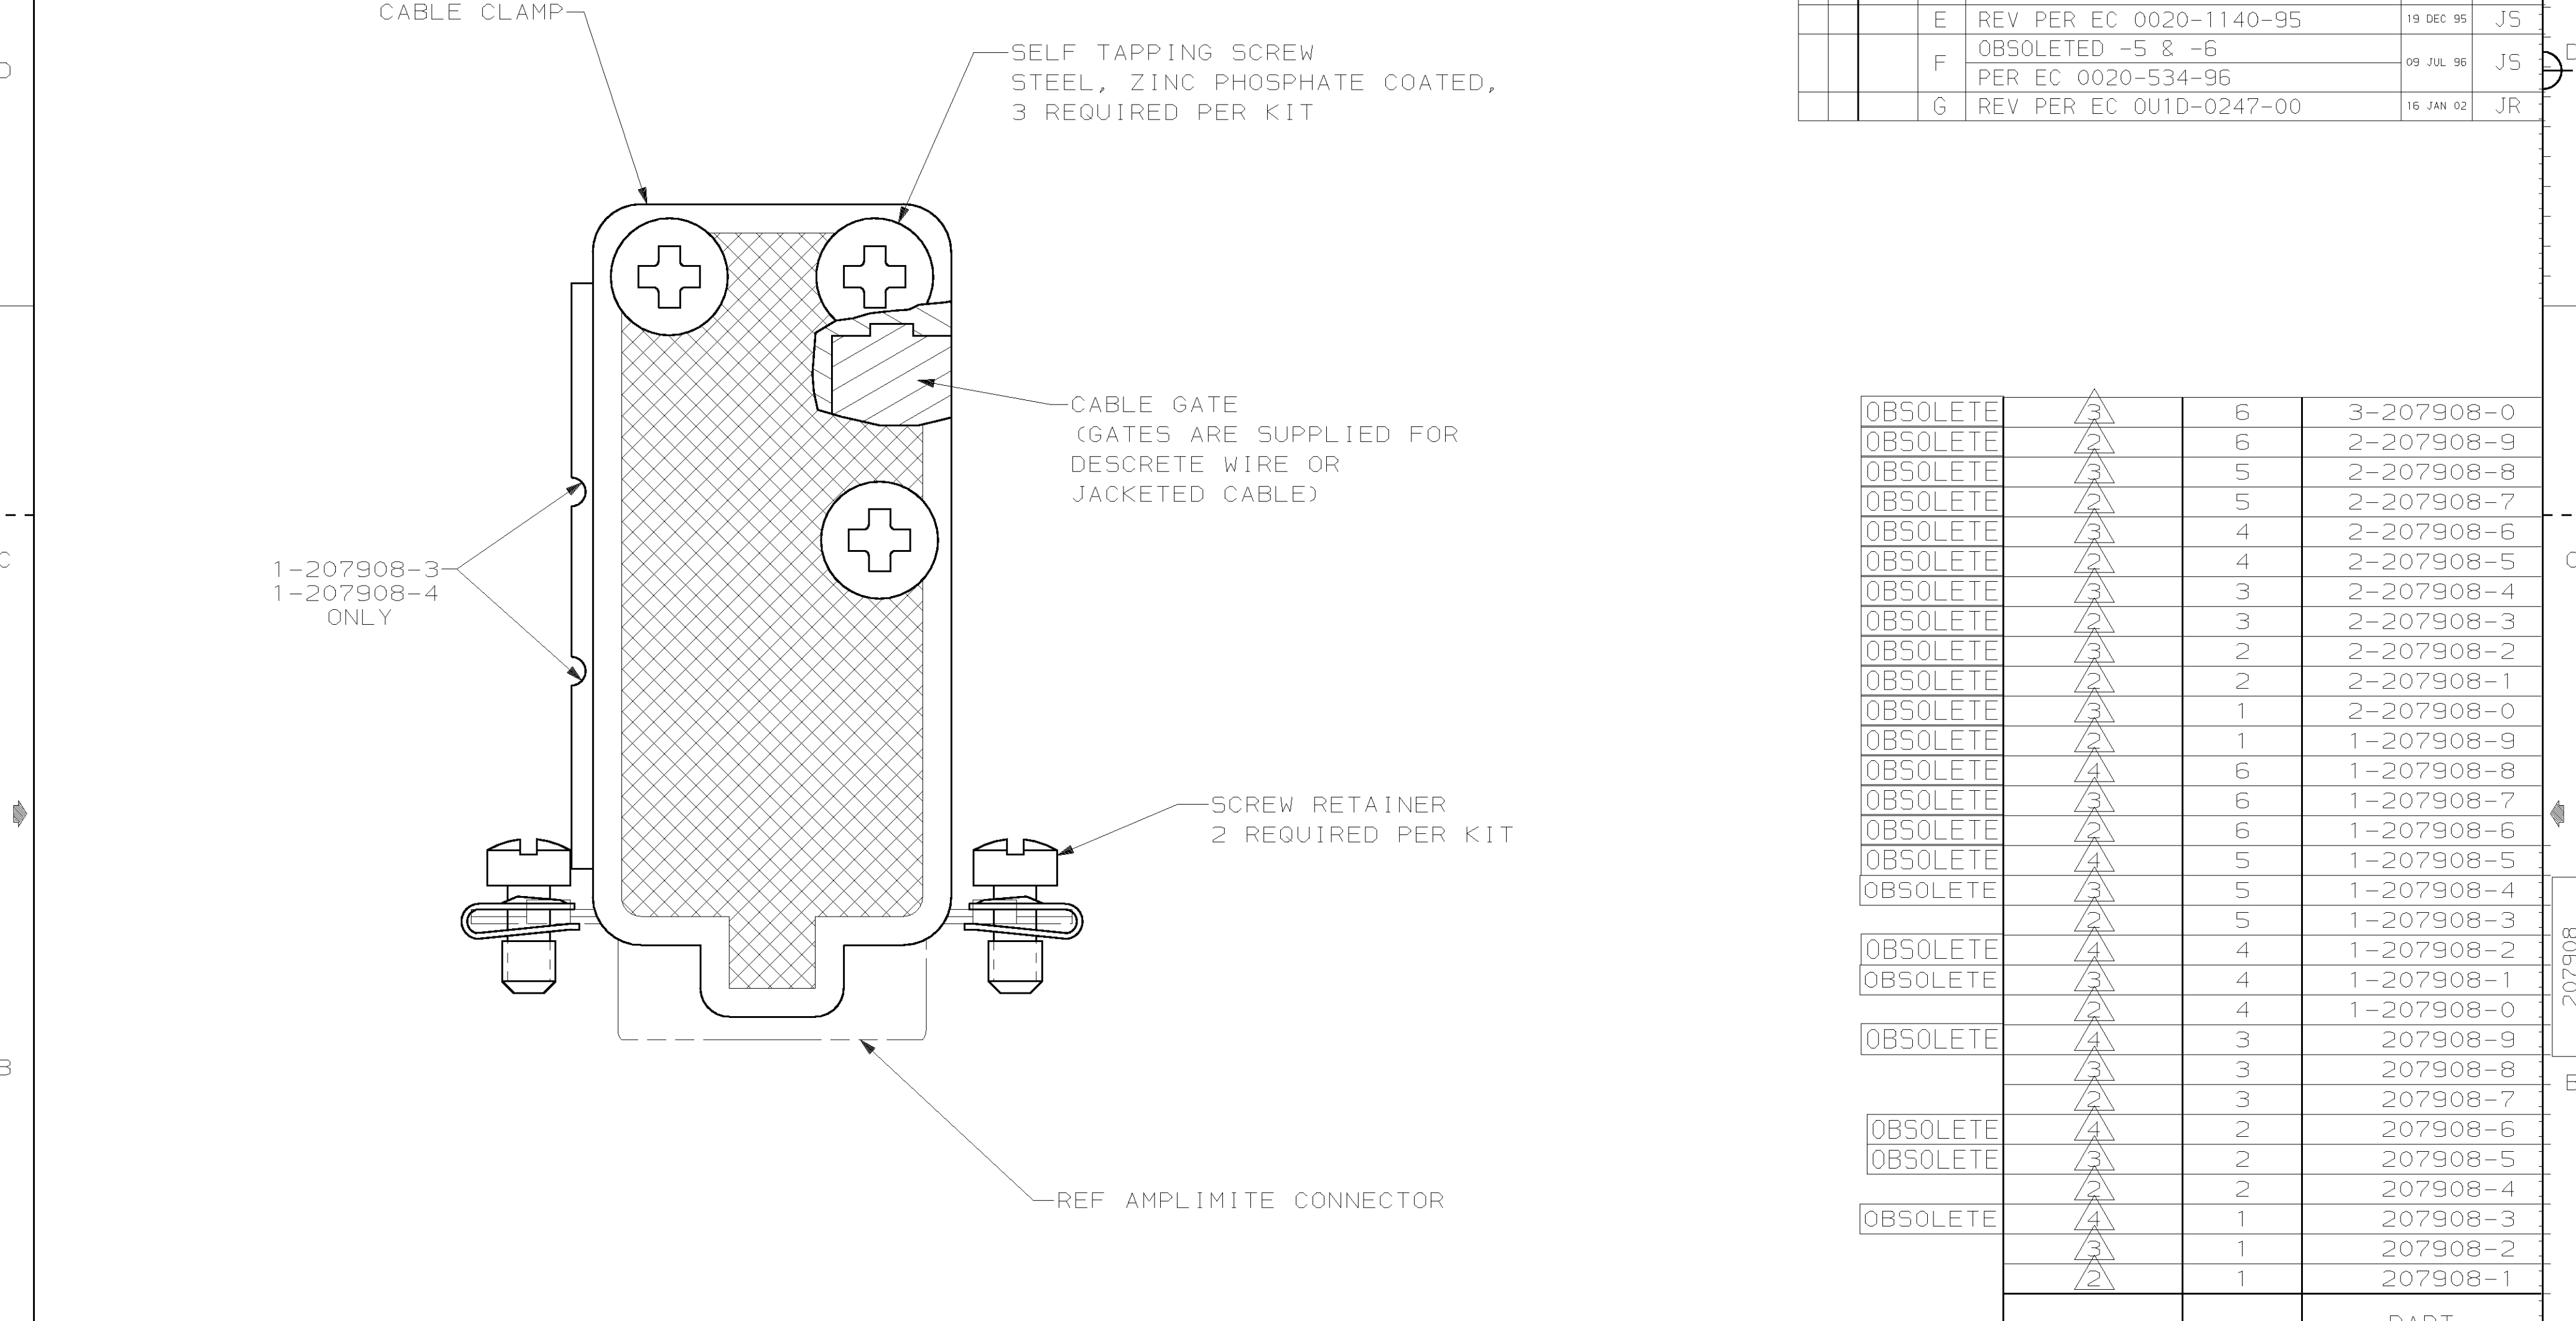 CABLE CLAMP
SELF TAPPING SCREW
STEEL, ZINC PHOSPHATE COATED,
3 REQUIRED PER KIT
CABLE GATE
(GATES ARE SUPPLIED FOR
DESCRETE WIRE OR
JACKETED CABLE)
1-207908-3
1-207908-4
ONLY
SCREW RETAINER
2 REQUIRED PER KIT
REF AMPLIMITE CONNECTOR
E REV PER EC 0020-1140-95 19 DEC 95 JS
F OBSOLETED -5 & -6 09 JUL 96 JS
PER EC 0020-534-96
G REV PER EC 0U1D-0247-00 16 JAN 02 JR
OBSOLETE 3 6 3-207908-0
OBSOLETE 2 6 2-207908-9
OBSOLETE 3 5 2-207908-8
OBSOLETE 2 5 2-207908-7
OBSOLETE 3 4 2-207908-6
OBSOLETE 2 4 2-207908-5
OBSOLETE 3 3 2-207908-4
OBSOLETE 2 3 2-207908-3
OBSOLETE 3 2 2-207908-2
OBSOLETE 2 2 2-207908-1
OBSOLETE 3 1 2-207908-0
OBSOLETE 2 1 1-207908-9
OBSOLETE 4 6 1-207908-8
OBSOLETE 3 6 1-207908-7
OBSOLETE 2 6 1-207908-6
OBSOLETE 4 5 1-207908-5
OBSOLETE 3 5 1-207908-4
2 5 1-207908-3
OBSOLETE 4 4 1-207908-2
OBSOLETE 3 4 1-207908-1
2 4 1-207908-0
OBSOLETE 4 3 207908-9
3 3 207908-8
2 3 207908-7
OBSOLETE 4 2 207908-6
OBSOLETE 3 2 207908-5
2 2 207908-4
OBSOLETE 4 1 207908-3
3 1 207908-2
2 1 207908-1
PART
207908